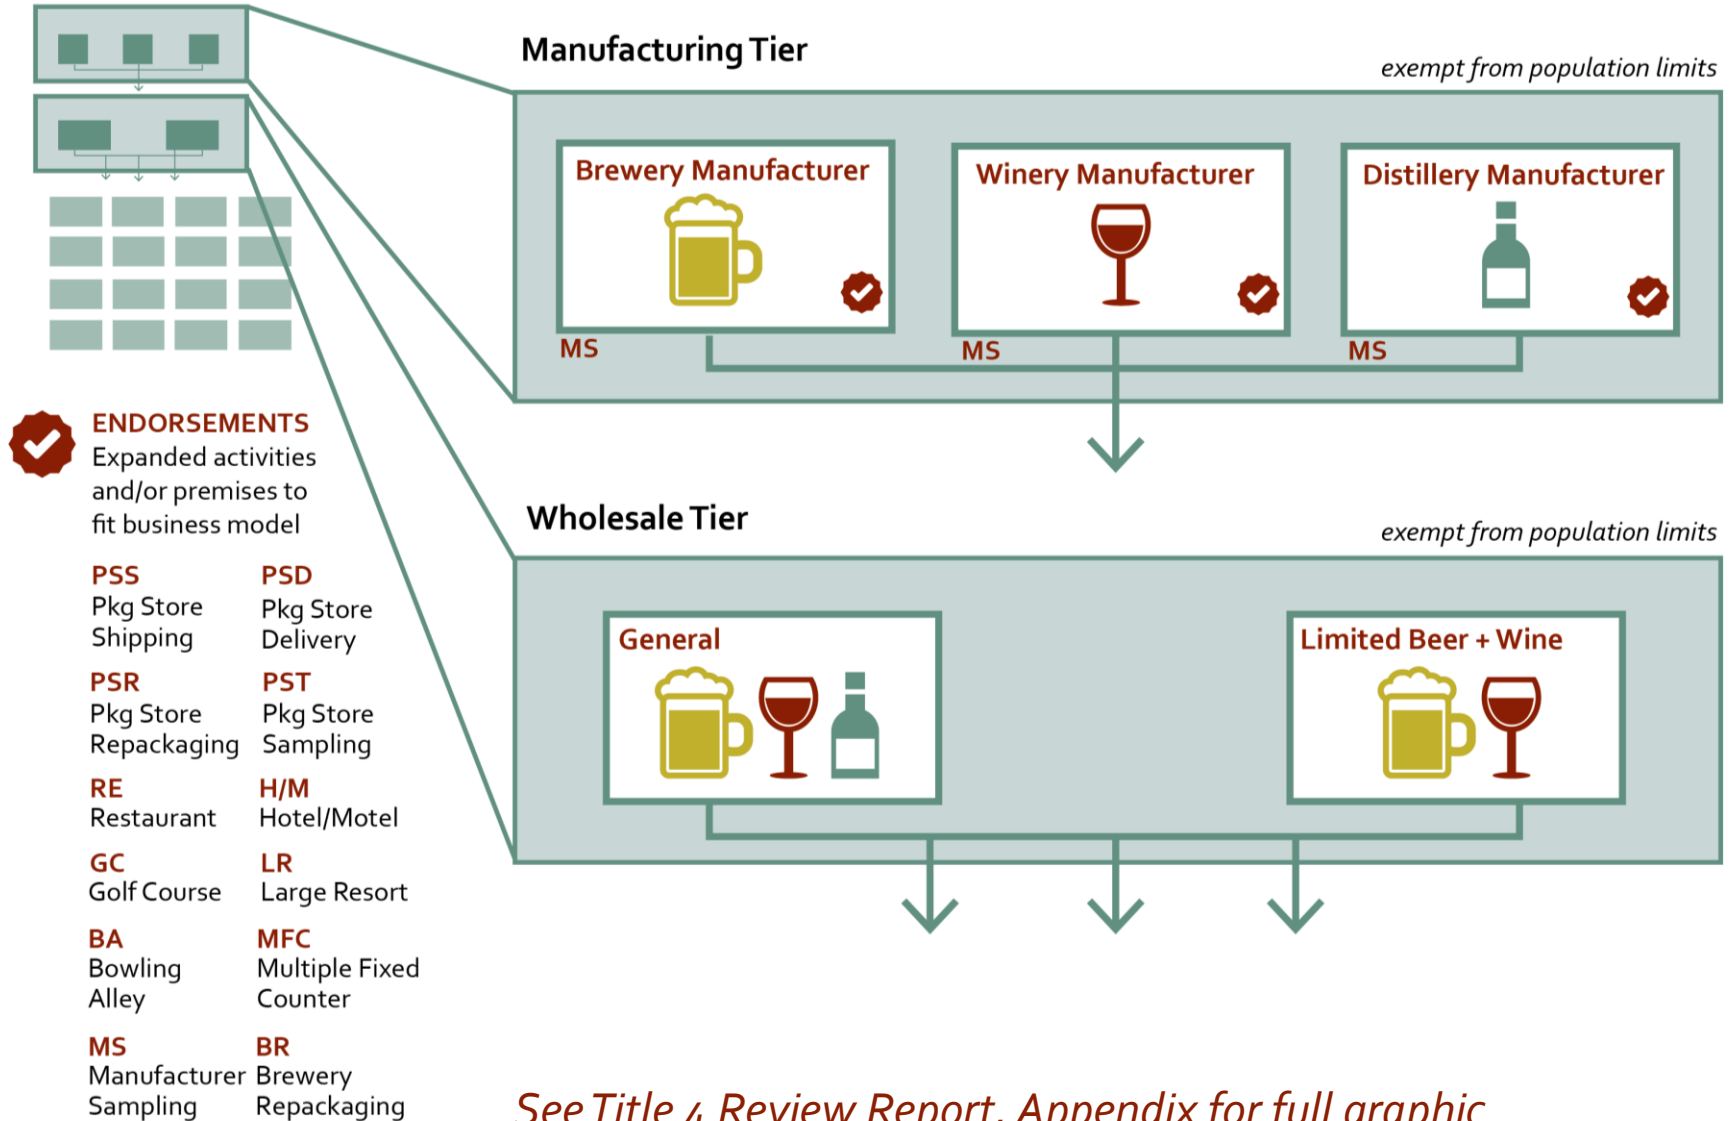 Manufacturing Tier
exempt from population limits
Brewery Manufacturer
Winery Manufacturer
Distillery Manufacturer
MS
MS
MS
ENDORSEMENTS
Expanded activities
and/or premises to
fit business model
PSS
Pkg Store
Shipping
PSD
Pkg Store
Delivery
PSR
Pkg Store
Repackaging
PST
Pkg Store
Sampling
RE
Restaurant
H/M
Hotel/Motel
GC
Golf Course
LR
Large Resort
BA
Bowling
Alley
MFC
Multiple Fixed
Counter
MS
Manufacturer
Sampling
BR
Brewery
Repackaging
Wholesale Tier
exempt from population limits
General
Limited Beer + Wine
See Title 4 Review Report, Appendix for full graphic